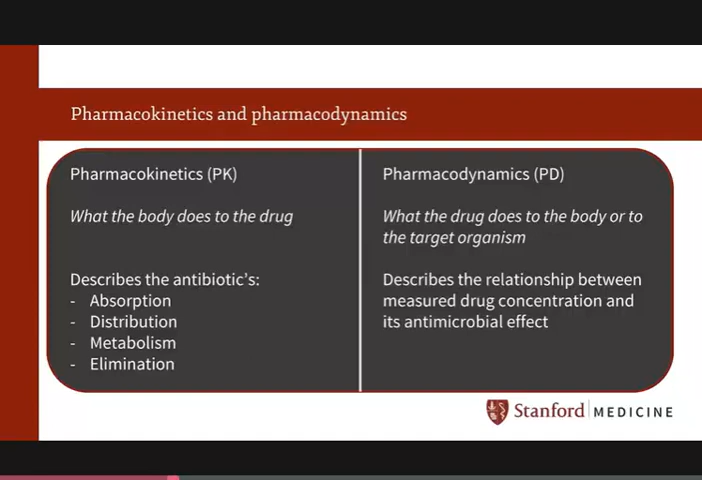 Pharmacokinetics and pharmacodynamics
Pharmacokinetics (PK)
What the body does to the drug
Describes the antibiotic's:
- Absorption
- Distribution
- Metabolism
- Elimination
Pharmacodynamics (PD)
What the drug does to the body or to
the target organism
Describes the relationship between
measured drug concentration and
its antimicrobial effect
Stanford MEDICINE